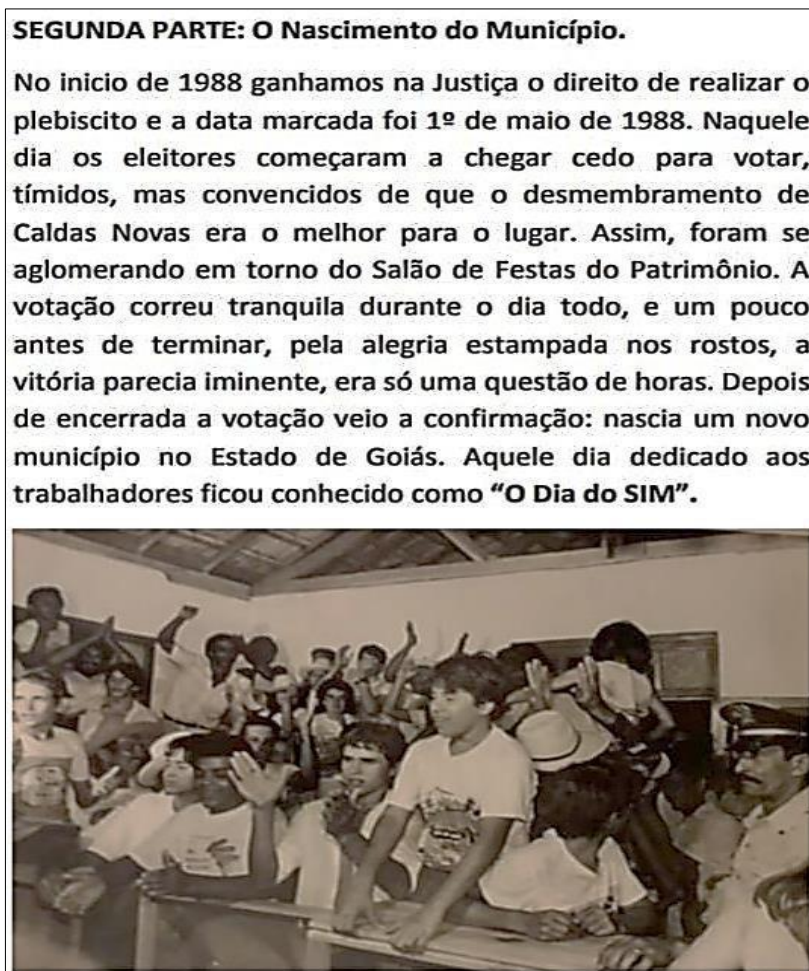 SEGUNDA PARTE: O Nascimento do Município.
No inicio de 1988 ganhamos na Justiça o direito de realizar o
plebiscito e a data marcada foi 1º de maio de 1988. Naquele
dia os eleitores começaram a chegar cedo para votar,
tímidos, mas convencidos de que o desmembramento de
Caldas Novas era o melhor para o lugar. Assim, foram se
aglomerando em torno do Salão de Festas do Patrimônio. A
votação correu tranquila durante o dia todo, e um pouco
antes de terminar, pela alegria estampada nos rostos, a
vitória parecia iminente, era só uma questão de horas. Depois
de encerrada a votação veio a confirmação: nascia um novo
município no Estado de Goiás. Aquele dia dedicado aos
trabalhadores ficou conhecido como “O Dia do SIM”.